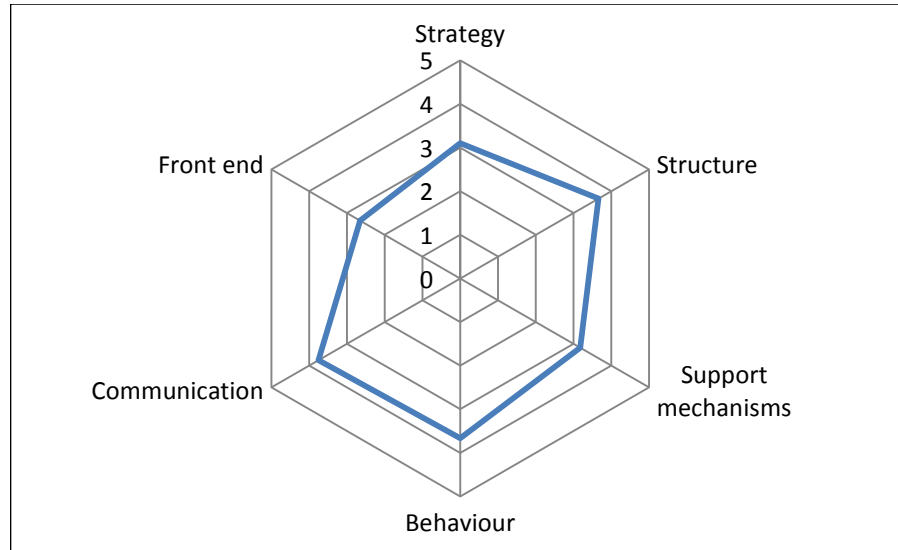 Strategy
5
4
3
2
1
0
Front end
Structure
Communication
Support
mechanisms
Behaviour